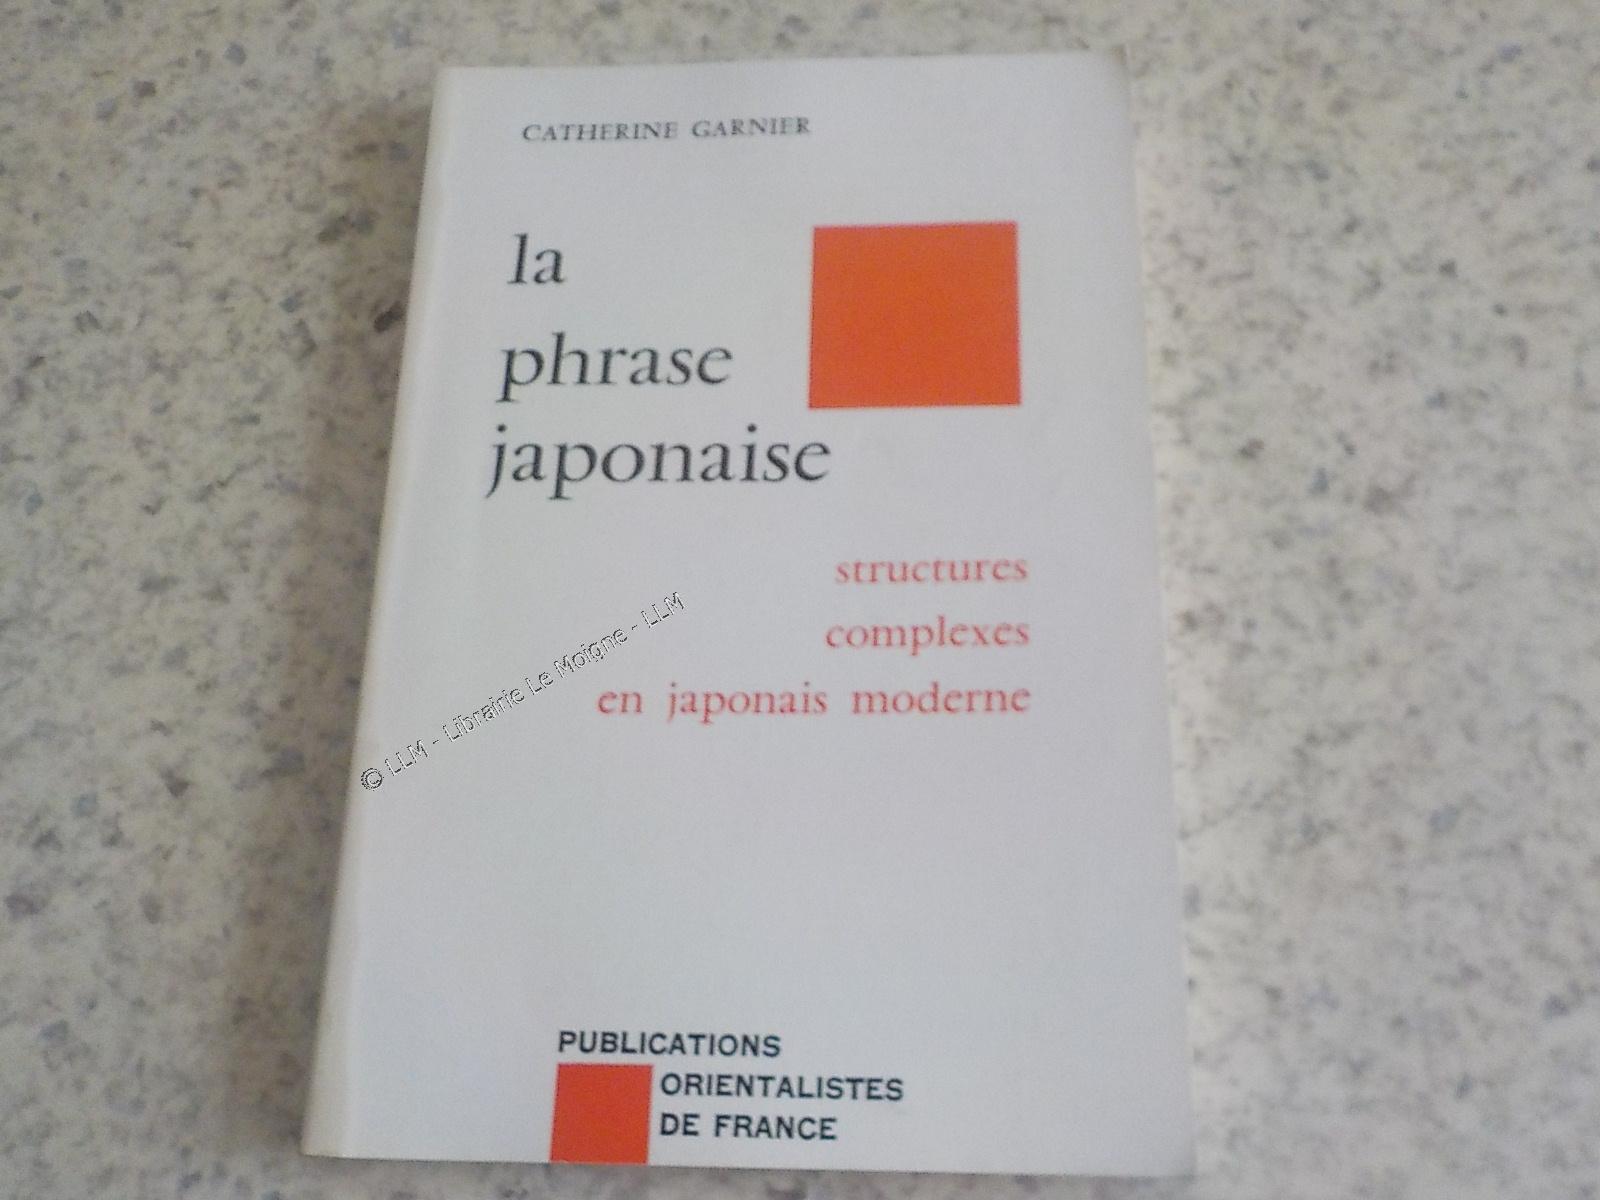 CATHERINE GARNIER
la
phrase
japonaise
structures
complexes
en japonais moderne
© LLM - Librairie Le Moigne - LLM
PUBLICATIONS
ORIENTALISTES
DE FRANCE